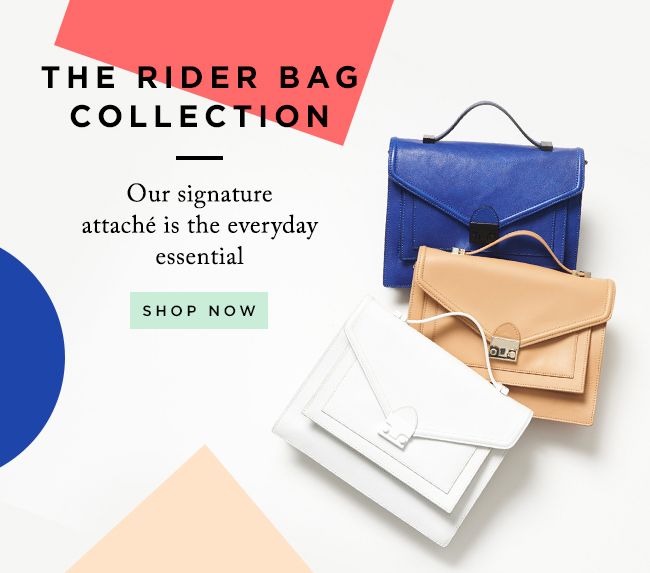 THE RIDER BAG
COLLECTION
Our signature
attaché is the everyday
essential
SHOP NOW